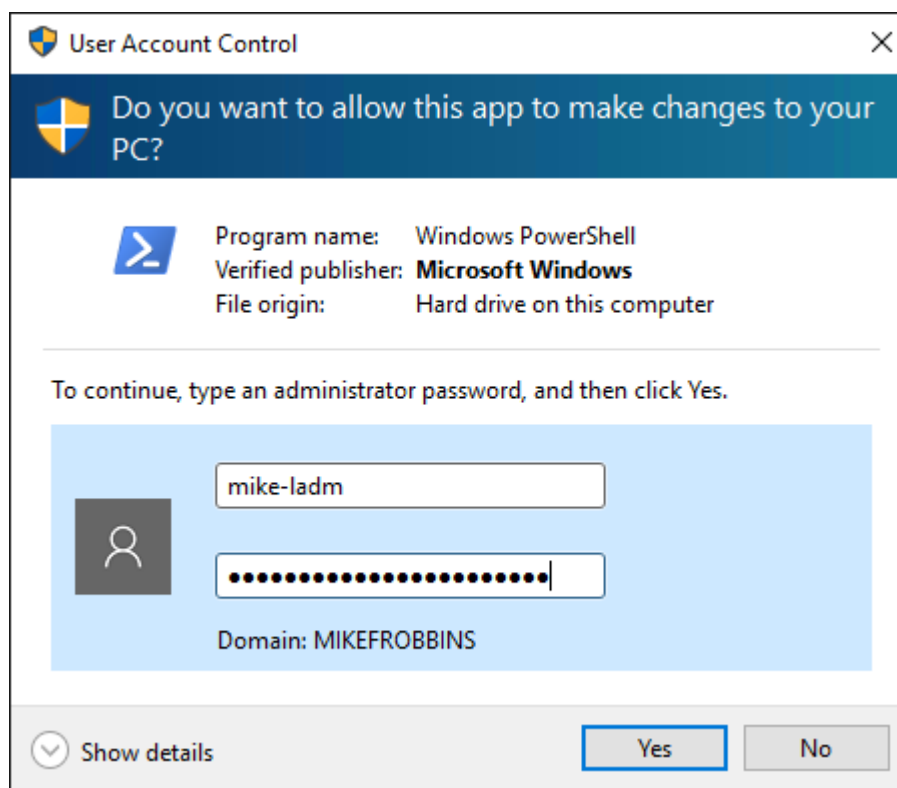 User Account Control
Do you want to allow this app to make changes to your
PC?
Program name: Windows PowerShell
Verified publisher: Microsoft Windows
File origin: Hard drive on this computer
To continue, type an administrator password, and then click Yes.
mike-ladm
●●●●●●●●●●●●●●●●●●●●●●●
Domain: MIKEFROBBINS
Show details
Yes
No